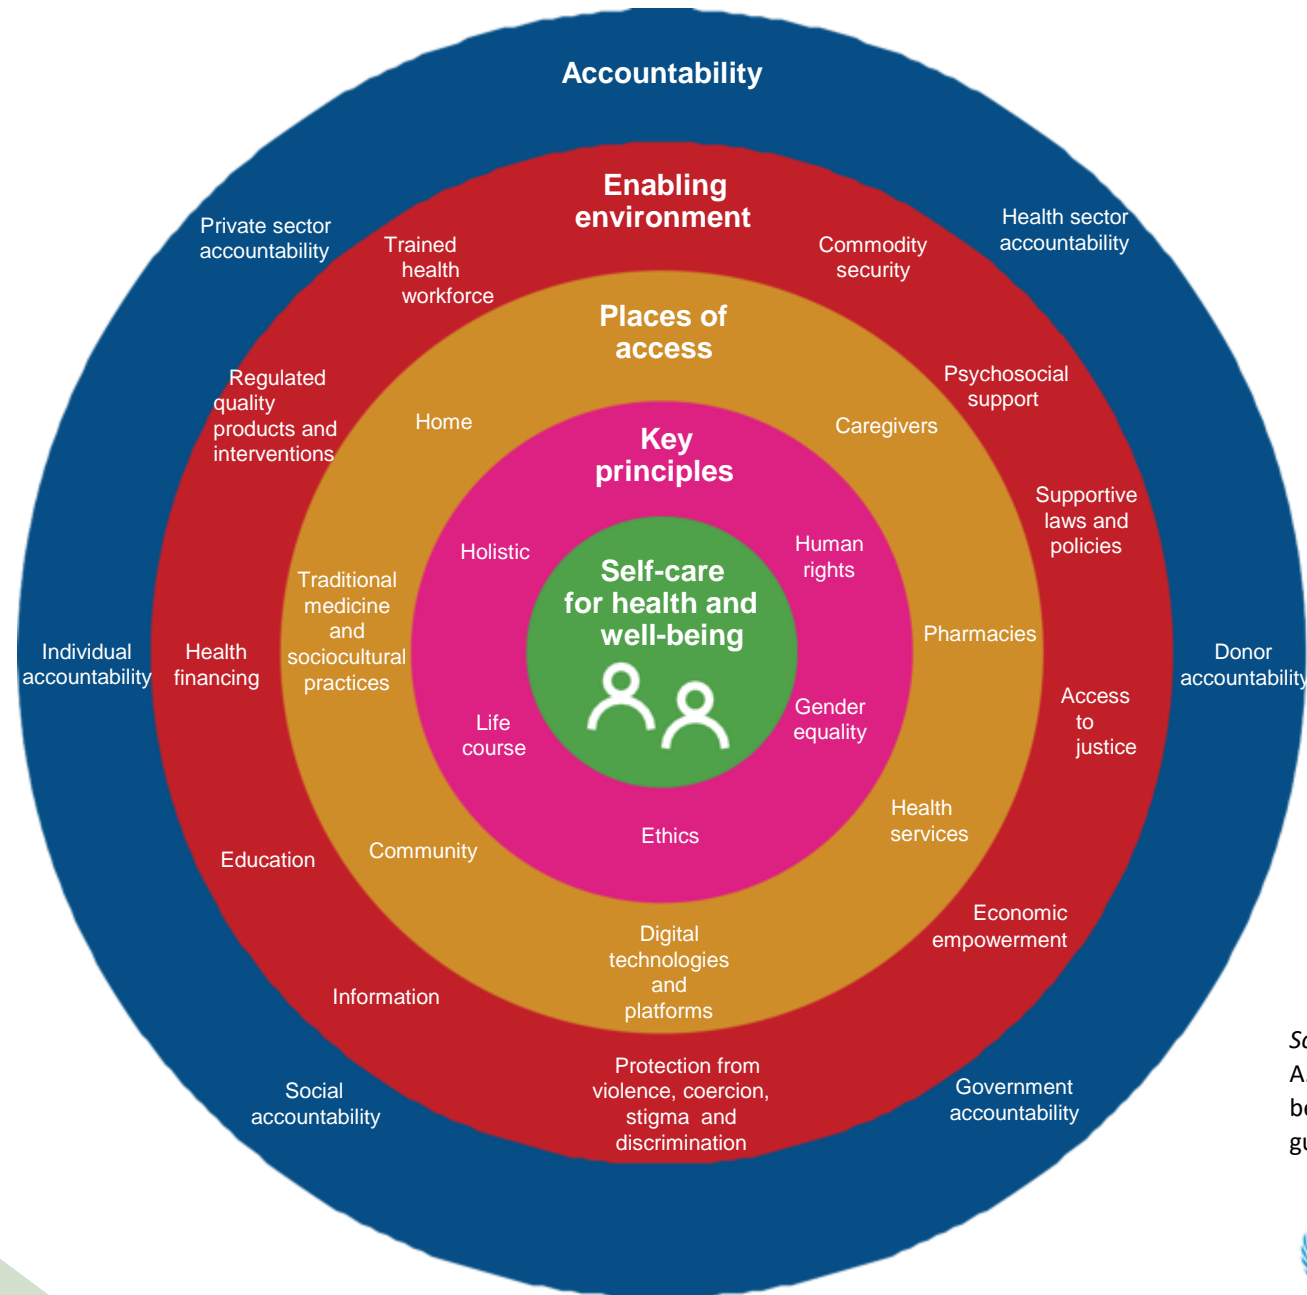 Accountability
Private sector
accountability
Health sector
accountability
Individual
accountability
Donor
accountability
Social
accountability
Government
accountability
Enabling
environment
Trained
health
workforce
Commodity
security
Regulated
quality
products and
interventions
Psychosocial
support
Supportive
laws and
policies
Health
financing
Access
to
justice
Education
Economic
empowerment
Information
Protection from
violence, coercion,
stigma and
discrimination
Places of
access
Home
Caregivers
Traditional
medicine
and
sociocultural
practices
Pharmacies
Community
Health
services
Digital
technologies
and
platforms
Key
principles
Holistic
Human
rights
Life
course
Gender
equality
Ethics
Self-care
for health and
well-being
A.